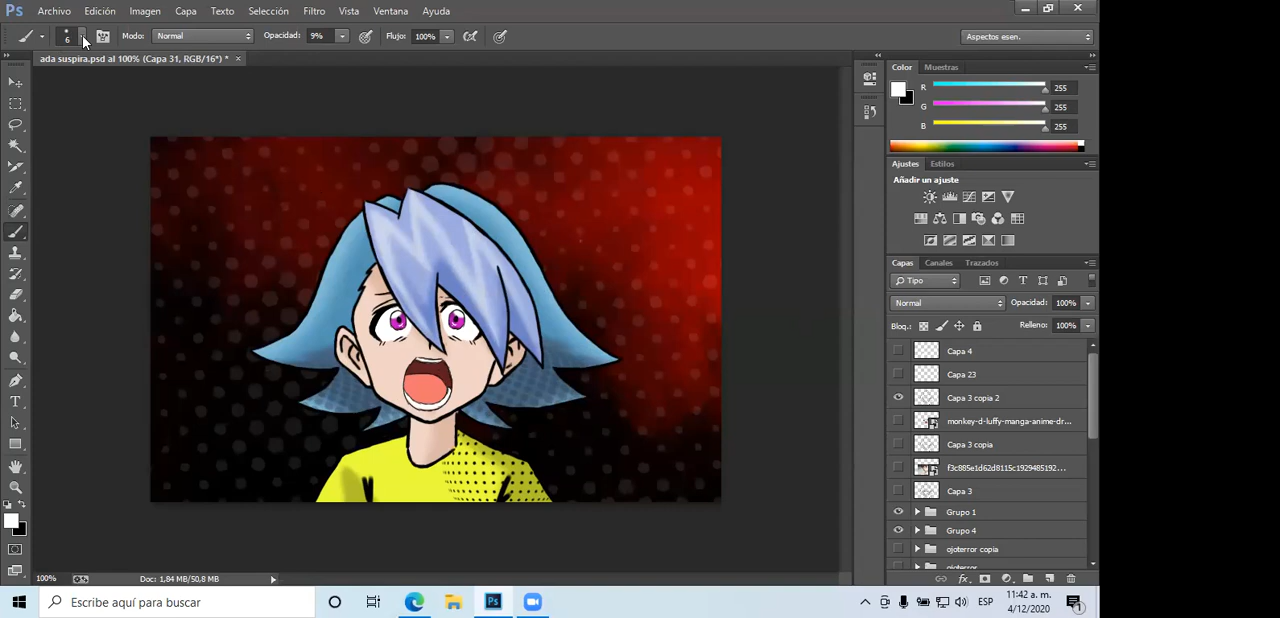 Ps Archivo Edición Imagen Capa Texto Selección Filtro Vista Ventana Ayuda
6 Modo: Normal Opacidad: 9% Flujo: 100% Aspectos esen.
ada suspira.psd al 100% (Capa 31, RGB/16*) * ×
Color Muestras
R 255
G 255
B 255
Ajustes Estilos
Añadir un ajuste
Capas Canales Trazados
Tipo
Normal Opacidad: 100%
Bloq.: Relleno: 100%
Capa 4
Capa 23
Capa 3 copia 2
monkey-d-luffy-manga-anime-dr...
Capa 3 copia
f3c885e1d62d8115c1929485192...
Capa 3
Grupo 1
Grupo 4
ojoterror copia
ojoterror
100% Doc: 1,84 MB/50,8 MB
Escribe aquí para buscar
Ps
ESP
11:42 a. m.
4/12/2020